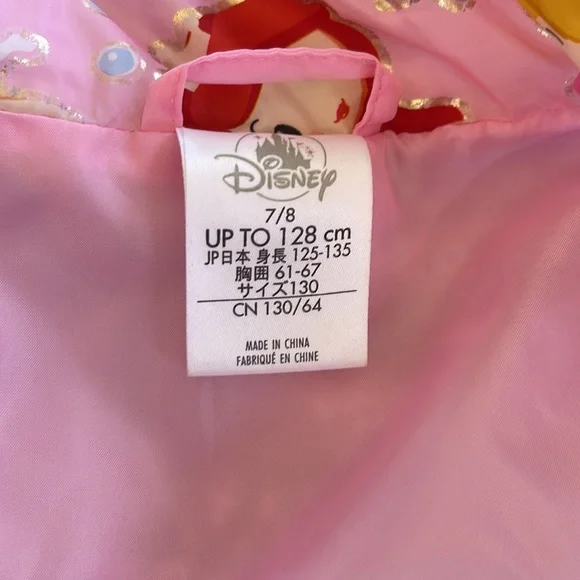 Disney
7/8
UP TO 128 cm
JP日本 身長 125-135
胸囲 61-67
サイズ130
CN 130/64
MADE IN CHINA
FABRIQUÉ EN CHINE